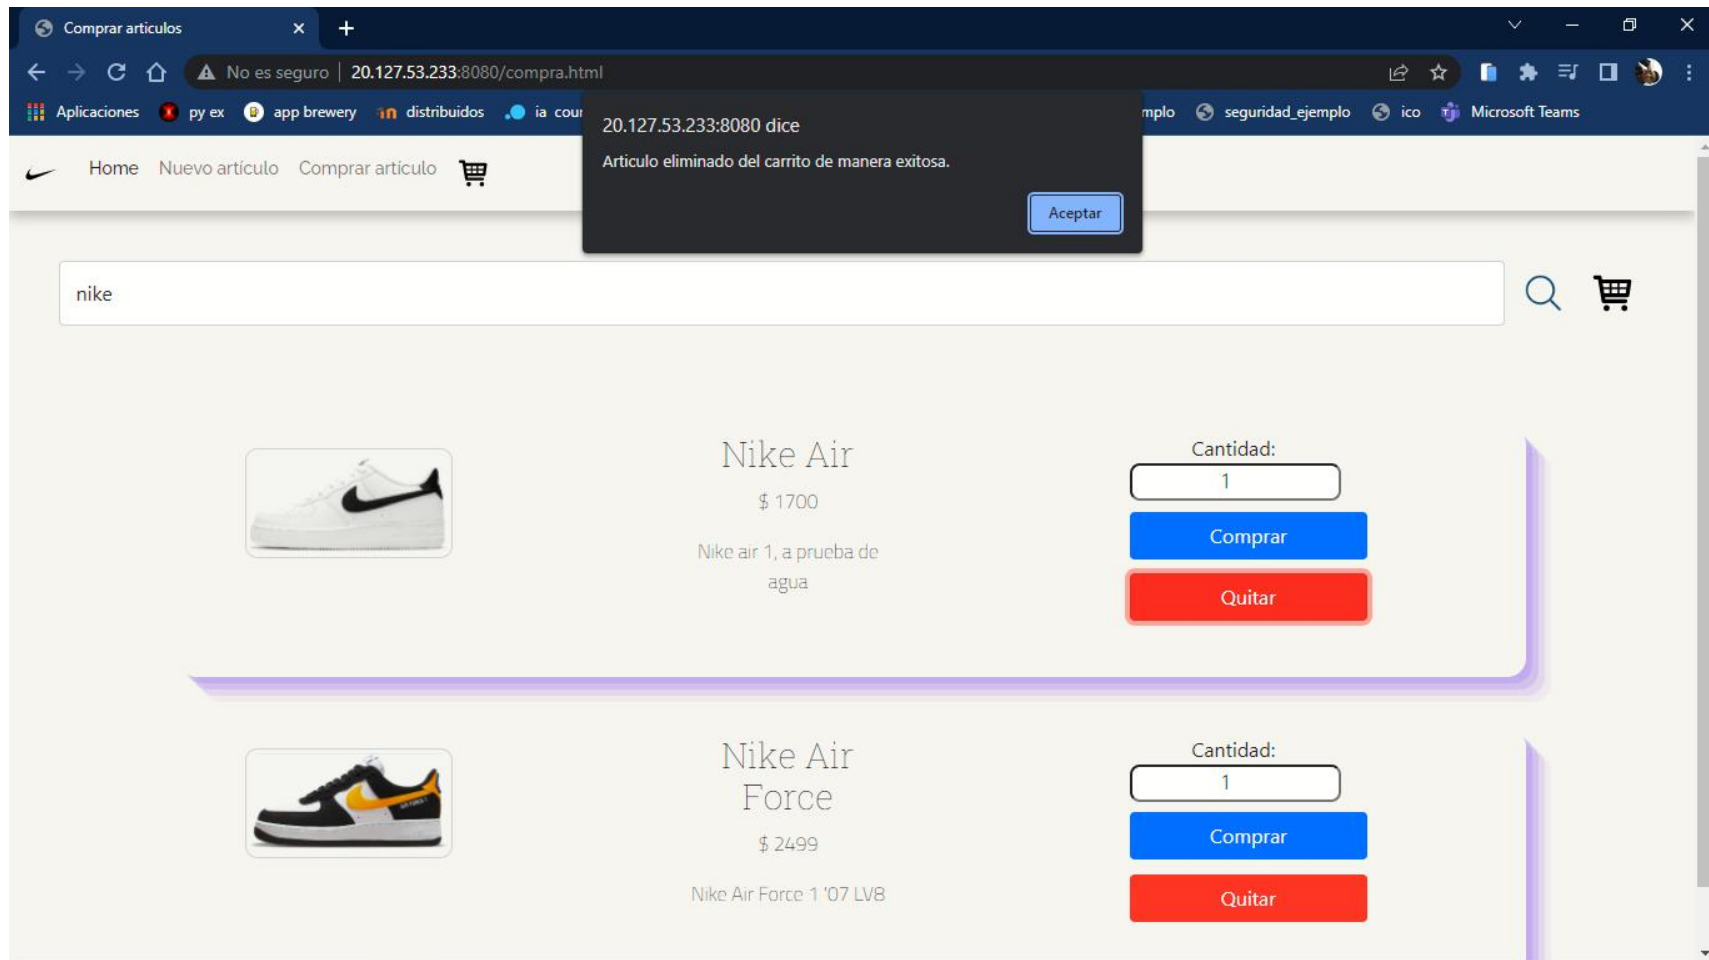 Comprar articulos
No es seguro | 20.127.53.233:8080/compra.html
Aplicaciones py ex app brewery distribuidos ia cour mplo seguridad_ejemplo ico Microsoft Teams
20.127.53.233:8080 dice
Articulo eliminado del carrito de manera exitosa.
Aceptar
Home Nuevo artículo Comprar artículo
nike
Nike Air
$ 1700
Nike air 1, a prueba de
agua
Cantidad:
1
Comprar
Quitar
Nike Air
Force
$ 2499
Nike Air Force 1 '07 LV8
Cantidad:
1
Comprar
Quitar